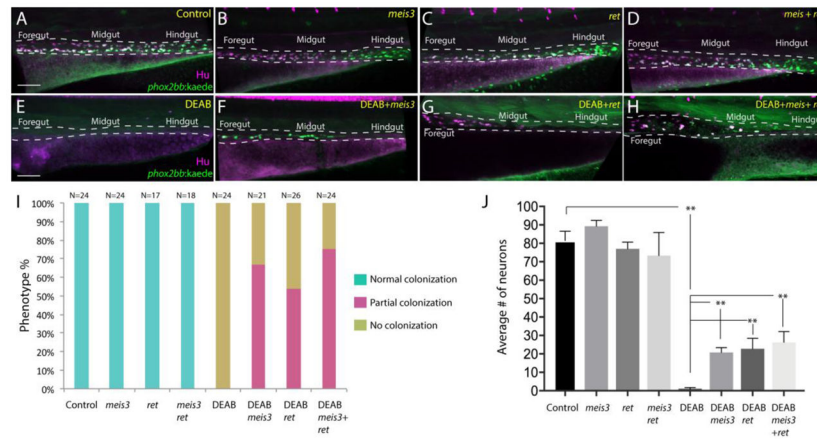 A Control
Foregut Midgut Hindgut
Hu
phox2bb:kaede
B meis3
Foregut Midgut Hindgut
C ret
Foregut Midgut Hindgut
D meis + r
Foregut Midgut Hindgut
E DEAB
Foregut Midgut Hindgut
Hu
phox2bb:kaede
F DEAB+meis3
Foregut Midgut Hindgut
G DEAB+ret
Foregut Midgut Hindgut
H DEAB+meis+ r
Foregut Midgut Hindgut
I
N=24 N=24 N=17 N=18 N=24 N=21 N=26 N=24
100%
90%
80%
70%
60%
50%
40%
30%
20%
10%
0%
Phenotype %
Control meis3 ret meis3 ret DEAB DEAB meis3 DEAB ret DEAB meis3+ ret
Normal colonization
Partial colonization
No colonization
J
100
90
80
70
60
50
40
30
20
10
0
Average # of neurons
**
**
**
**
Control meis3 ret meis3 ret DEAB DEAB meis3 DEAB ret DEAB meis3 +ret